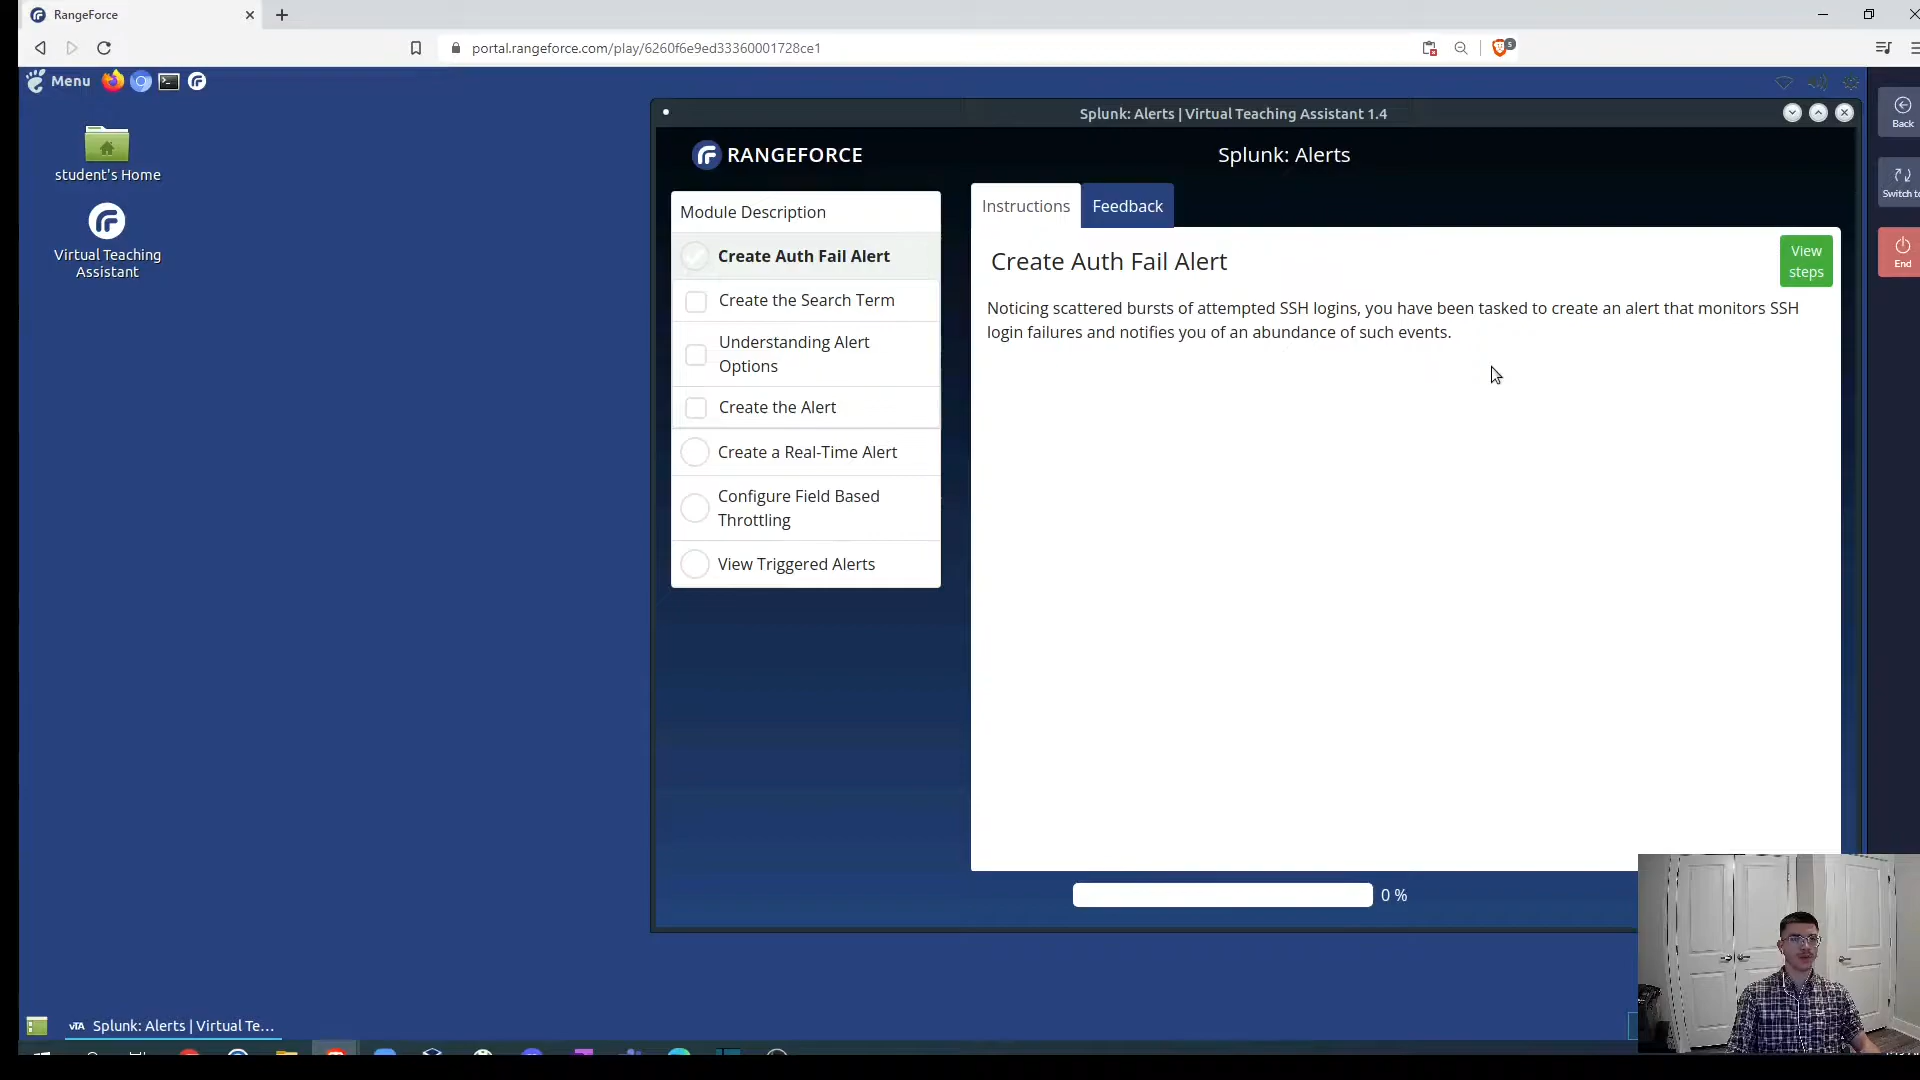 RangeForce
portal.rangeforce.com/play/6260f6e9ed33360001728ce1
5
Menu
student's Home
Virtual Teaching
Assistant
Splunk: Alerts | Virtual Teaching Assistant 1.4
RANGEFORCE
Splunk: Alerts
Module Description
Create Auth Fail Alert
Create the Search Term
Understanding Alert
Options
Create the Alert
Create a Real-Time Alert
Configure Field Based
Throttling
View Triggered Alerts
Instructions
Feedback
Create Auth Fail Alert
View
steps
Noticing scattered bursts of attempted SSH logins, you have been tasked to create an alert that monitors SSH
login failures and notifies you of an abundance of such events.
0 %
Back
Switch to
End
vTA Splunk: Alerts | Virtual Te...